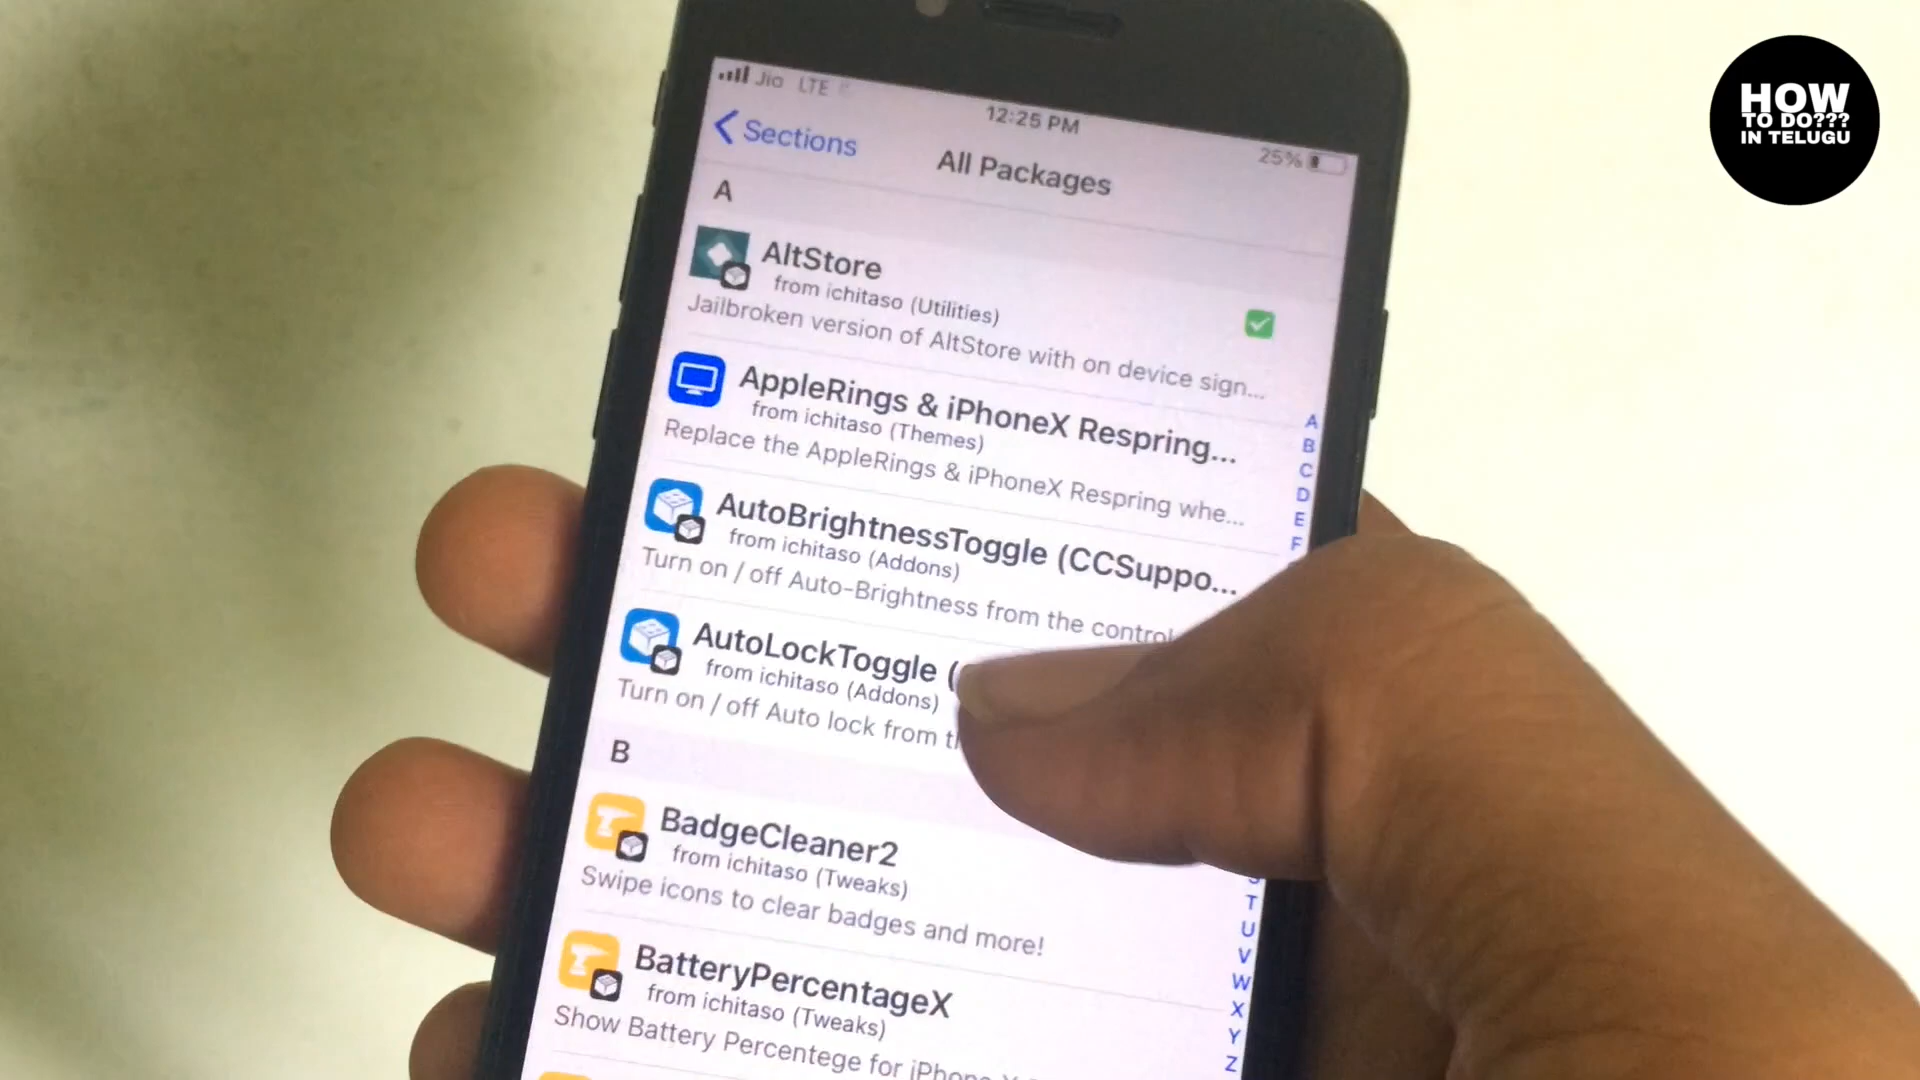 Jio LTE
12:25 PM
25%
Sections
All Packages
A
AltStore
from ichitaso (Utilities)
Jailbroken version of AltStore with on device sign...
AppleRings & iPhoneX Respring...
from ichitaso (Themes)
Replace the AppleRings & iPhoneX Respring whe...
AutoBrightnessToggle (CCSuppo...
from ichitaso (Addons)
Turn on / off Auto-Brightness from the control
AutoLockToggle (
from ichitaso (Addons)
Turn on / off Auto lock from
B
BadgeCleaner2
from ichitaso (Tweaks)
Swipe icons to clear badges and more!
BatteryPercentageX
from ichitaso (Tweaks)
Show Battery Percentege for iPhone
A
B
C
D
E
F
T
U
V
W
X
Y
Z
HOW
TO DO???
IN TELUGU